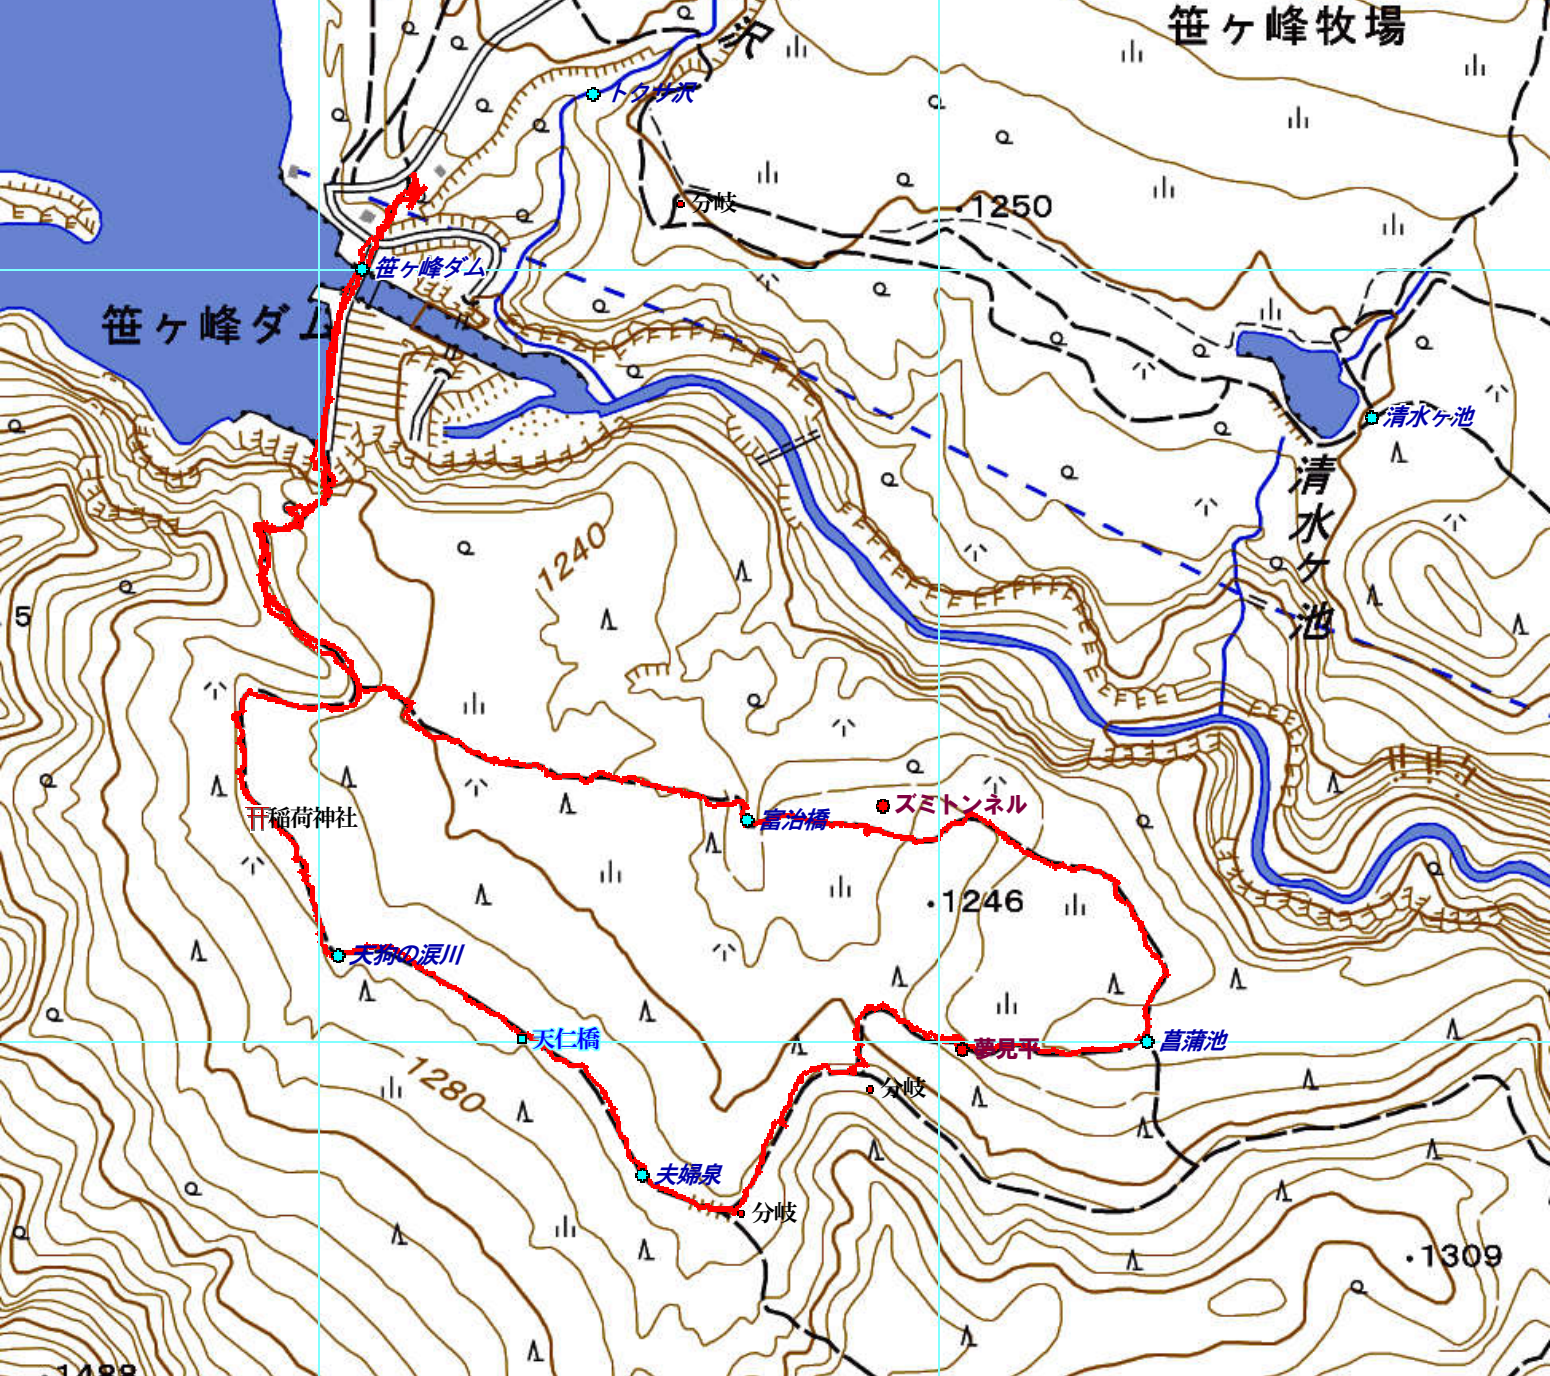 沢
笹ヶ峰牧場
トクサ沢
分岐
1250
笹ヶ峰ダム
笹ヶ峰ダム
清水ヶ池
清水ヶ池
1240
5
ズミトンネル
稲荷神社
富治橋
1246
天狗の涙川
天仁橋
夢見平
菖蒲池
1280
分岐
夫婦泉
分岐
1309
1488